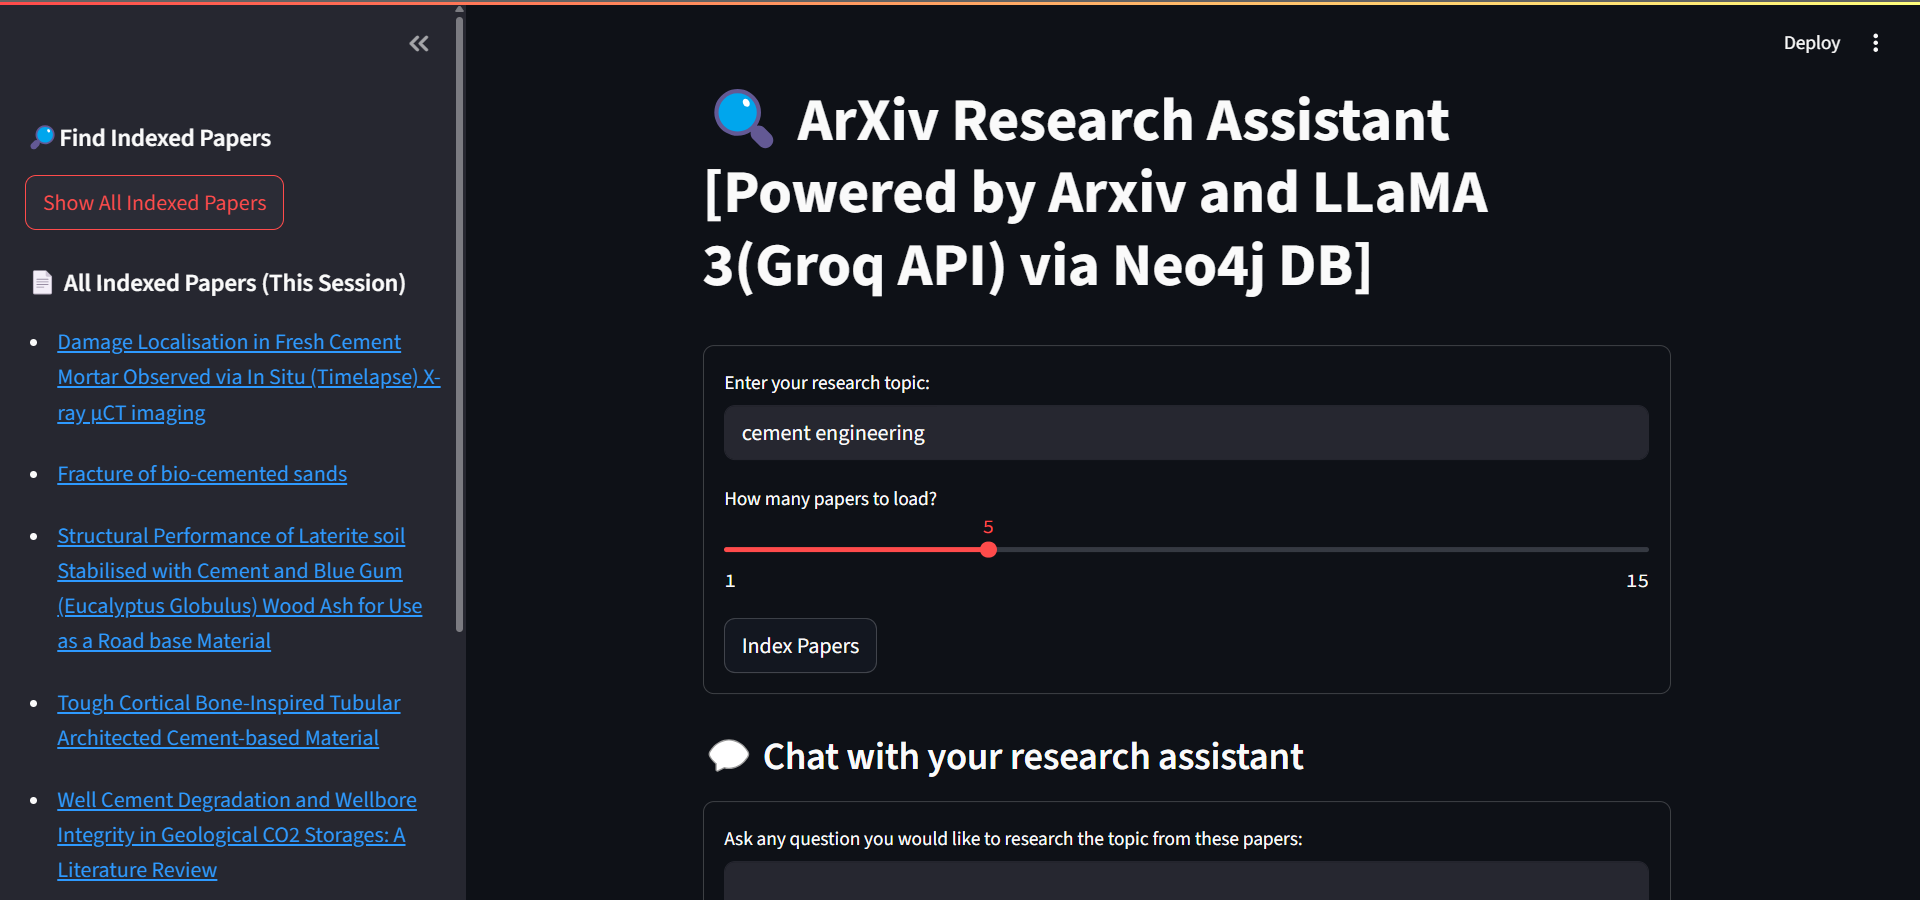 Find Indexed Papers
Show All Indexed Papers
All Indexed Papers (This Session)
Damage Localisation in Fresh Cement
Mortar Observed via In Situ (Timelapse) X-
ray µCT imaging
Fracture of bio-cemented sands
Structural Performance of Laterite soil
Stabilised with Cement and Blue Gum
(Eucalyptus Globulus) Wood Ash for Use
as a Road base Material
Tough Cortical Bone-Inspired Tubular
Architected Cement-based Material
Well Cement Degradation and Wellbore
Integrity in Geological CO2 Storages: A
Literature Review
Deploy
ArXiv Research Assistant
[Powered by Arxiv and LLaMA
3(Groq API) via Neo4j DB]
Enter your research topic:
cement engineering
How many papers to load?
5
1
15
Index Papers
Chat with your research assistant
Ask any question you would like to research the topic from these papers: